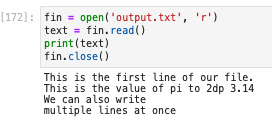 [172]: fin = open('output.txt', 'r')
text = fin.read()
print(text)
fin.close()
This is the first line of our file.
This is the value of pi to 2dp 3.14
We can also write
multiple lines at once